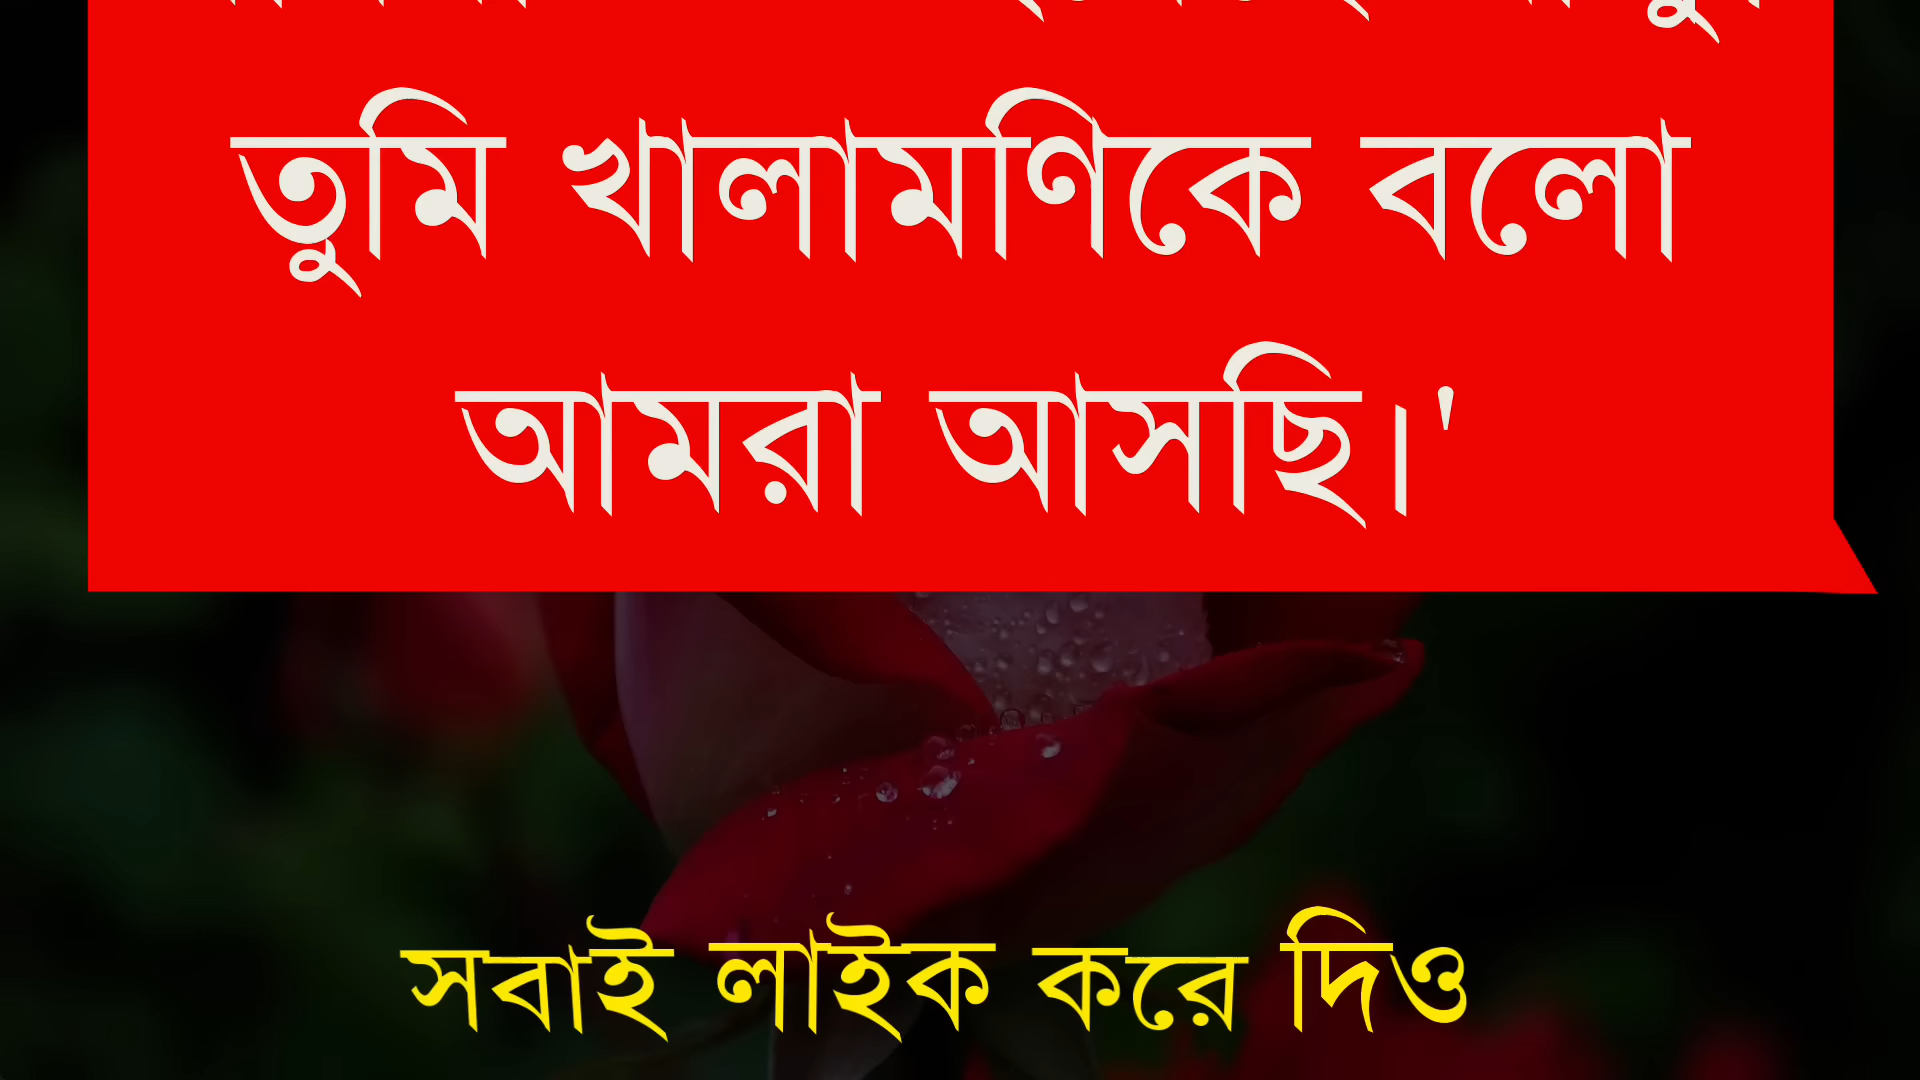 তুমি খালামণিকে বলো
আমরা আসছি।'
সবাই লাইক করে দিও